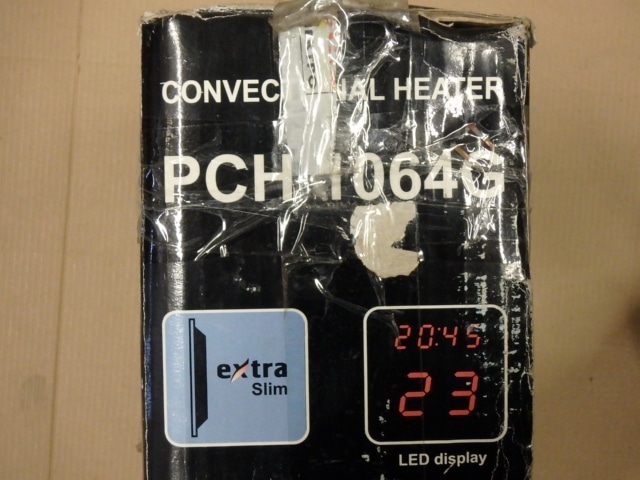 CONVEC NAL HEATER
PCH-1064G
extra
Slim
20:45
23
LED display